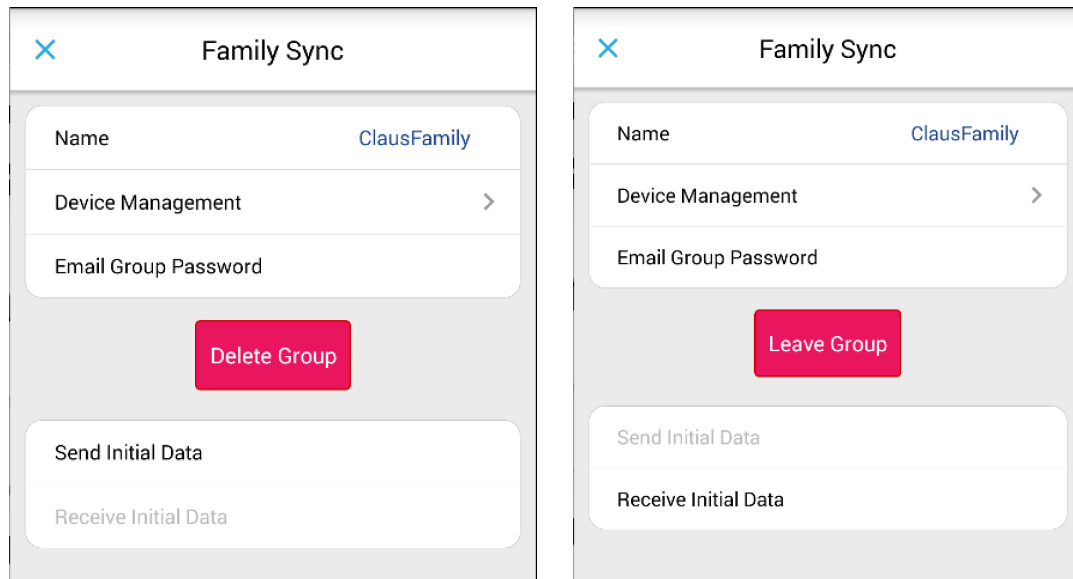 Family Sync
Name ClausFamily
Device Management
Email Group Password
Delete Group
Send Initial Data
Receive Initial Data
Family Sync
Name ClausFamily
Device Management
Email Group Password
Leave Group
Send Initial Data
Receive Initial Data